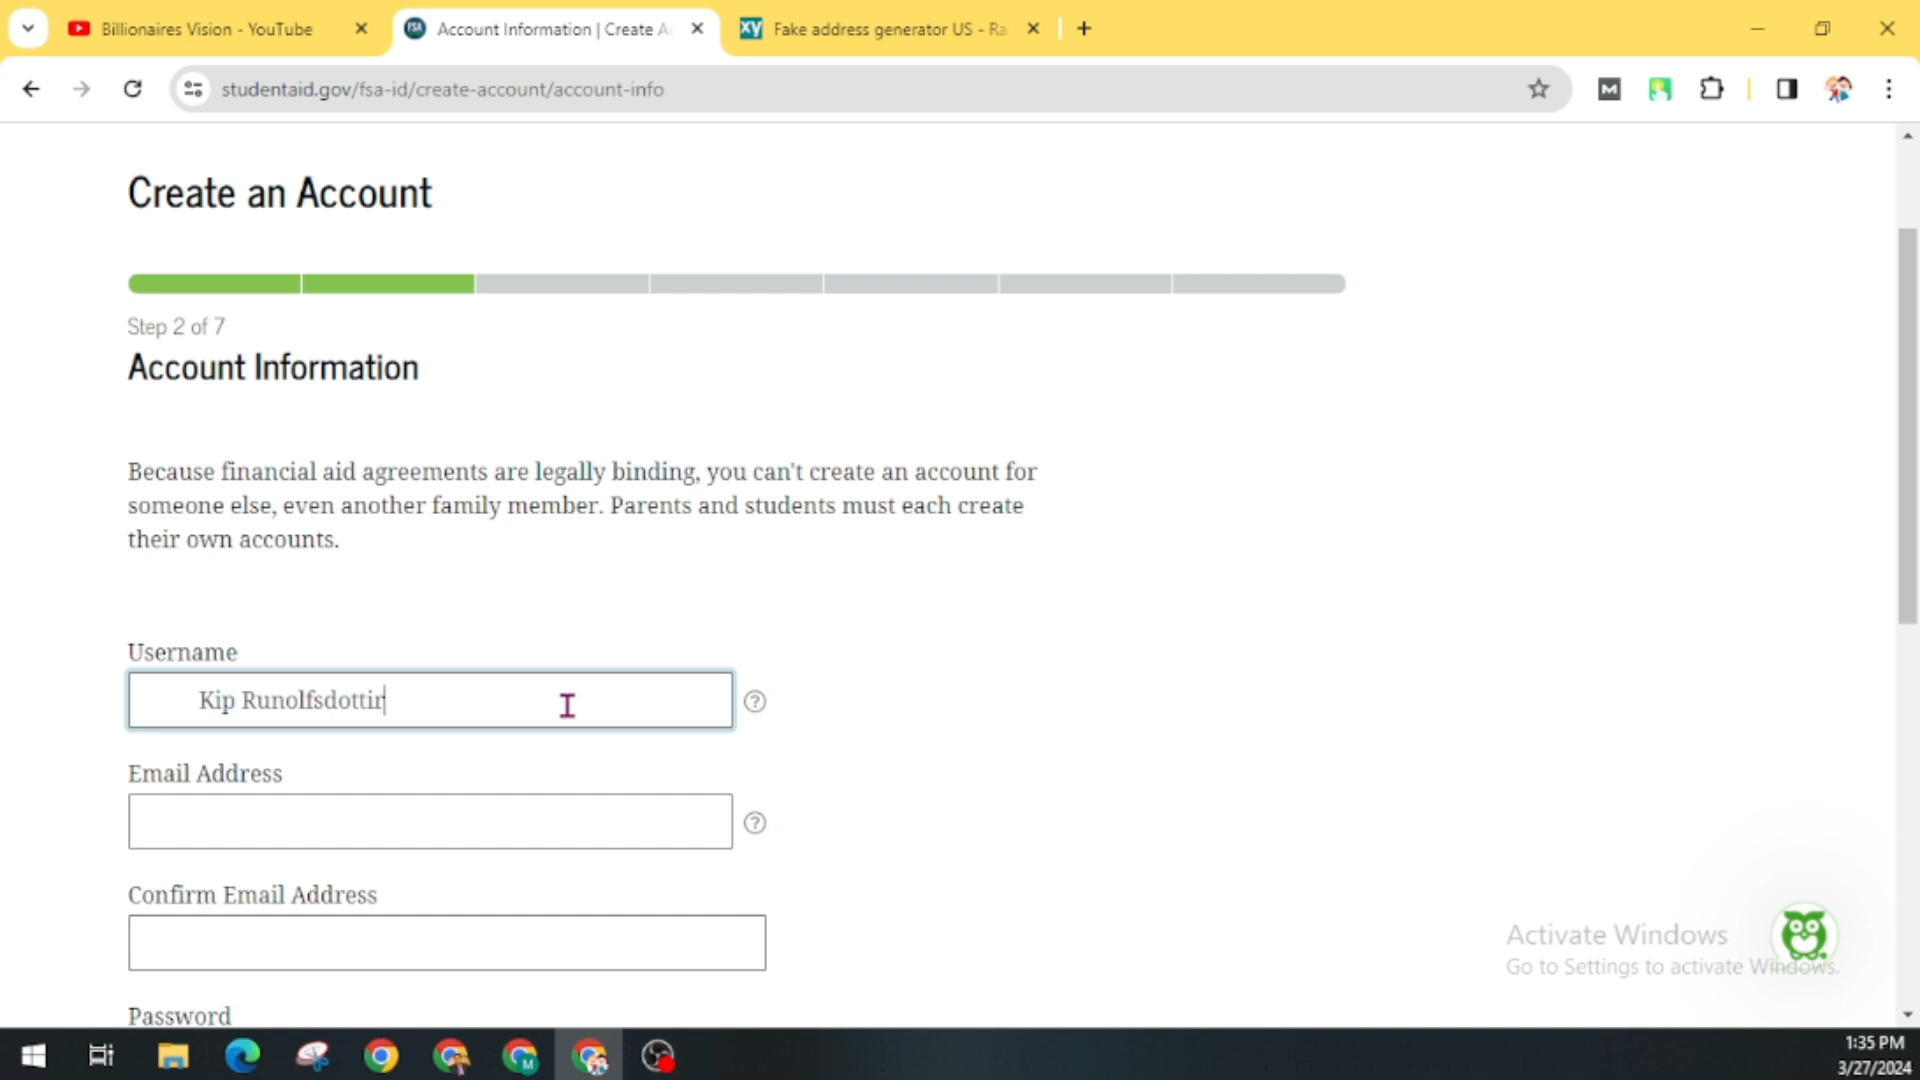 Billionaires Vision - YouTube
Account Information | Create A
Fake address generator US - Ra
studentaid.gov/fsa-id/create-account/account-info
Create an Account
Step 2 of 7
Account Information
Because financial aid agreements are legally binding, you can't create an account for
someone else, even another family member. Parents and students must each create
their own accounts.
Username
Kip Runolfsdottir
Email Address
Confirm Email Address
Password
Activate Windows
Go to Settings to activate Windows.
1:35 PM
3/27/2024